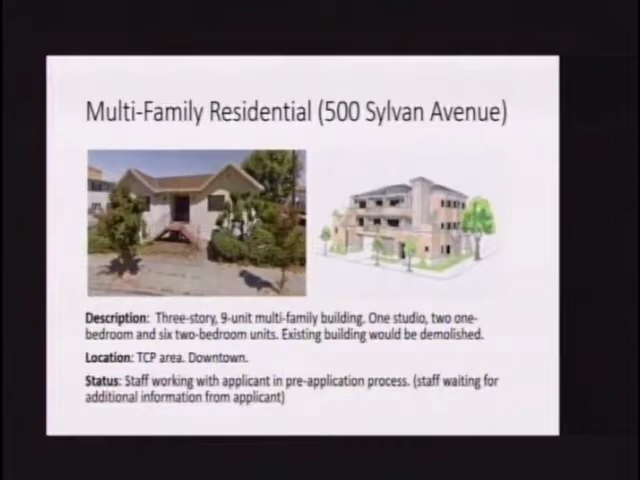 Multi-Family Residential (500 Sylvan Avenue)
Description: Three-story, 9-unit multi-family building. One studio, two one-
bedroom and six two-bedroom units. Existing building would be demolished.
Location: TCP area. Downtown.
Status: Staff working with applicant in pre-application process. (staff waiting for
additional information from applicant)